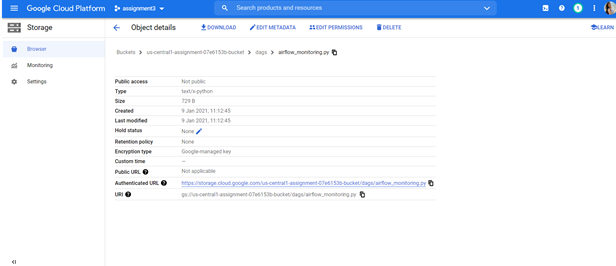 Google Cloud Platform
assignment3
Search products and resources
1
Storage
Object details
DOWNLOAD
EDIT METADATA
EDIT PERMISSIONS
DELETE
LEARN
Browser
Monitoring
Settings
Buckets > us-central1-assignment-07e6153b-bucket > dags > airflow_monitoring.py
Public access Not public
Type text/x-python
Size 729 B
Created 9 Jan 2021, 11:12:45
Last modified 9 Jan 2021, 11:12:45
Hold status None
Retention policy None
Encryption type Google-managed key
Custom time —
Public URL ? Not applicable
Authenticated URL ? https://storage.cloud.google.com/us-central1-assignment-07e6153b-bucket/dags/airflow_monitoring.py
URI ? gs://us-central1-assignment-07e6153b-bucket/dags/airflow_monitoring.py